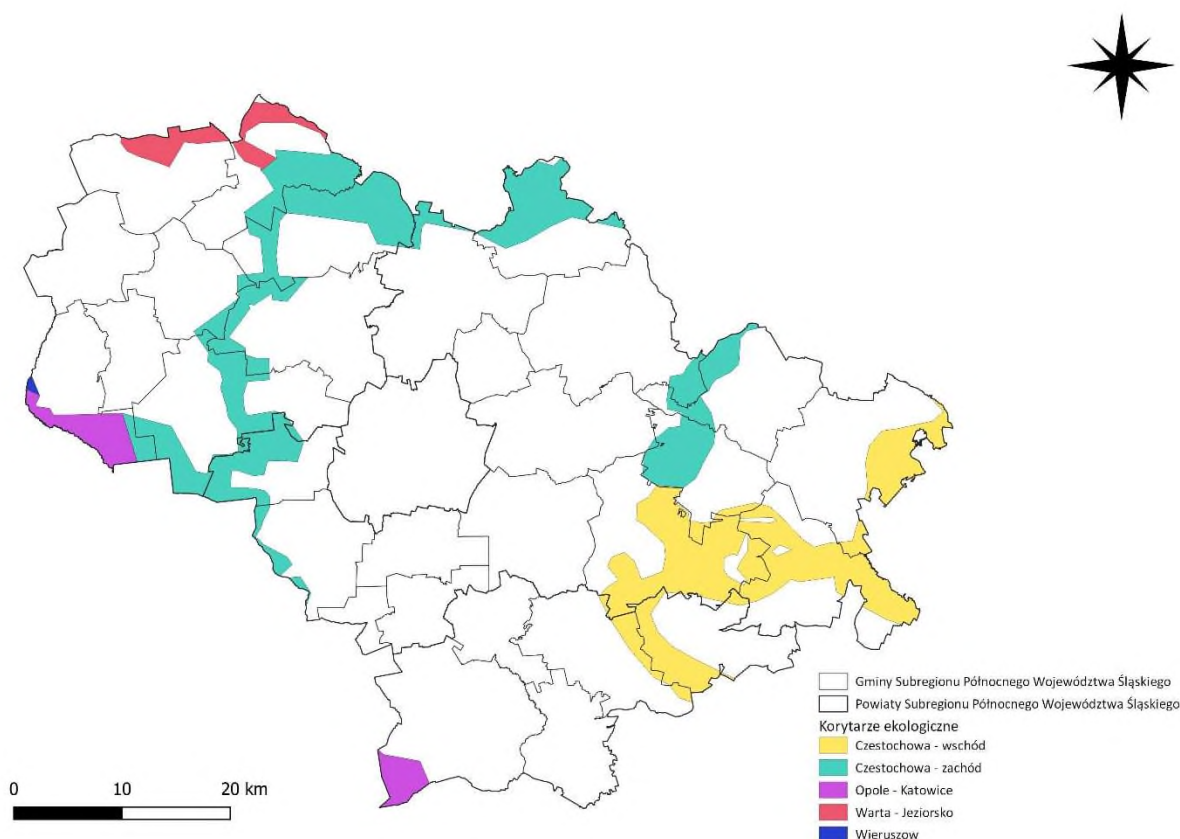 Gminy Subregionu Północnego Województwa Śląskiego
Powiaty Subregionu Północnego Województwa Śląskiego
Korytarze ekologiczne
Czestochowa - wschód
Czestochowa - zachód
Opole - Katowice
Warta - Jeziorsko
Wieruszow
0 10 20 km